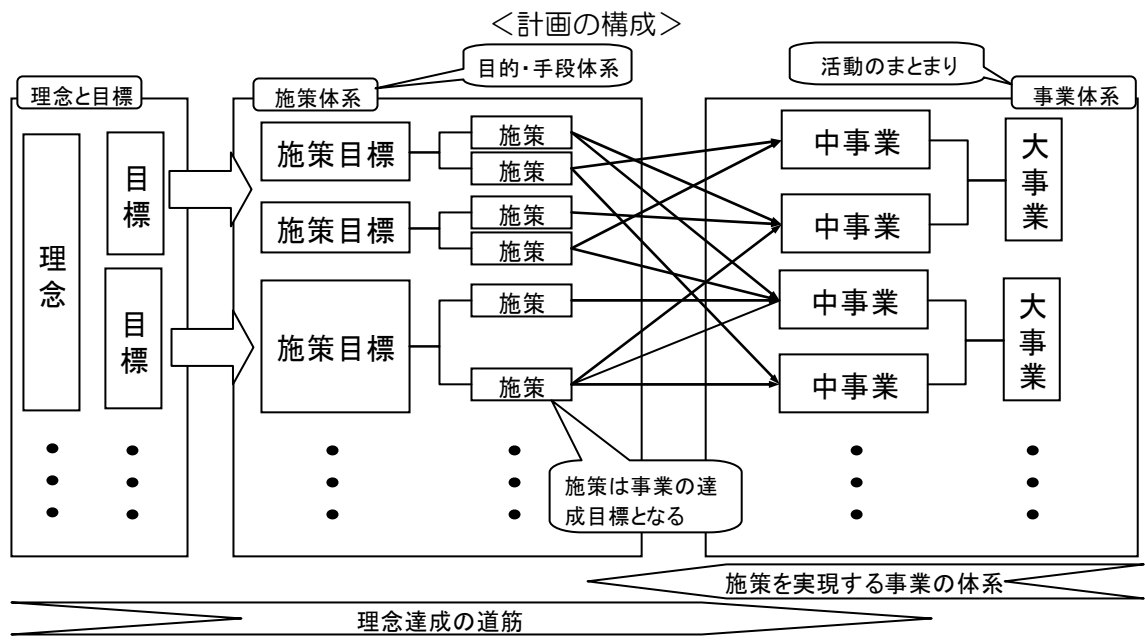 ＜計画の構成＞
目的・手段体系
活動のまとまり
理念と目標
施策体系
事業体系
理念
目標
目標
施策目標
施策
施策
施策目標
施策
施策
施策目標
施策
施策
中事業
中事業
大事業
中事業
中事業
大事業
施策は事業の達
成目標となる
施策を実現する事業の体系
理念達成の道筋